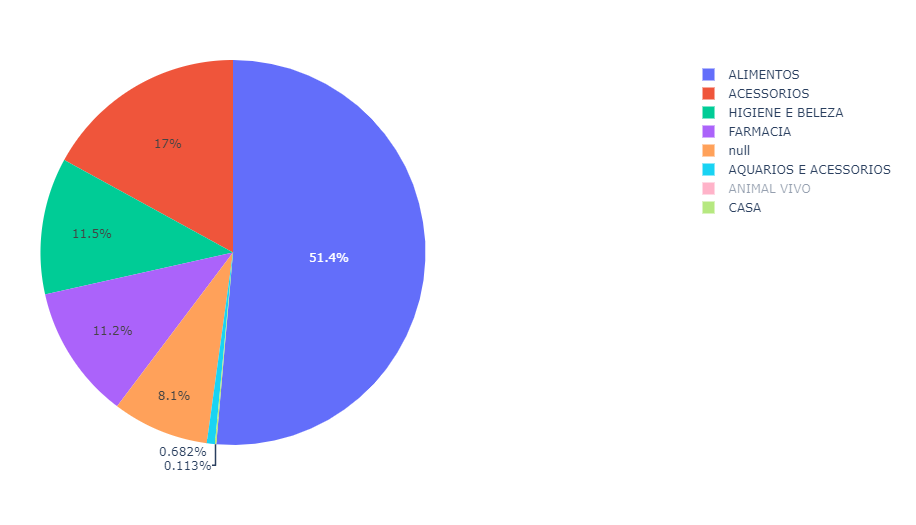 ALIMENTOS
ACESSORIOS
HIGIENE E BELEZA
FARMACIA
null
AQUARIOS E ACESSORIOS
ANIMAL VIVO
CASA
17%
11.5%
51.4%
11.2%
8.1%
0.682%
0.113%